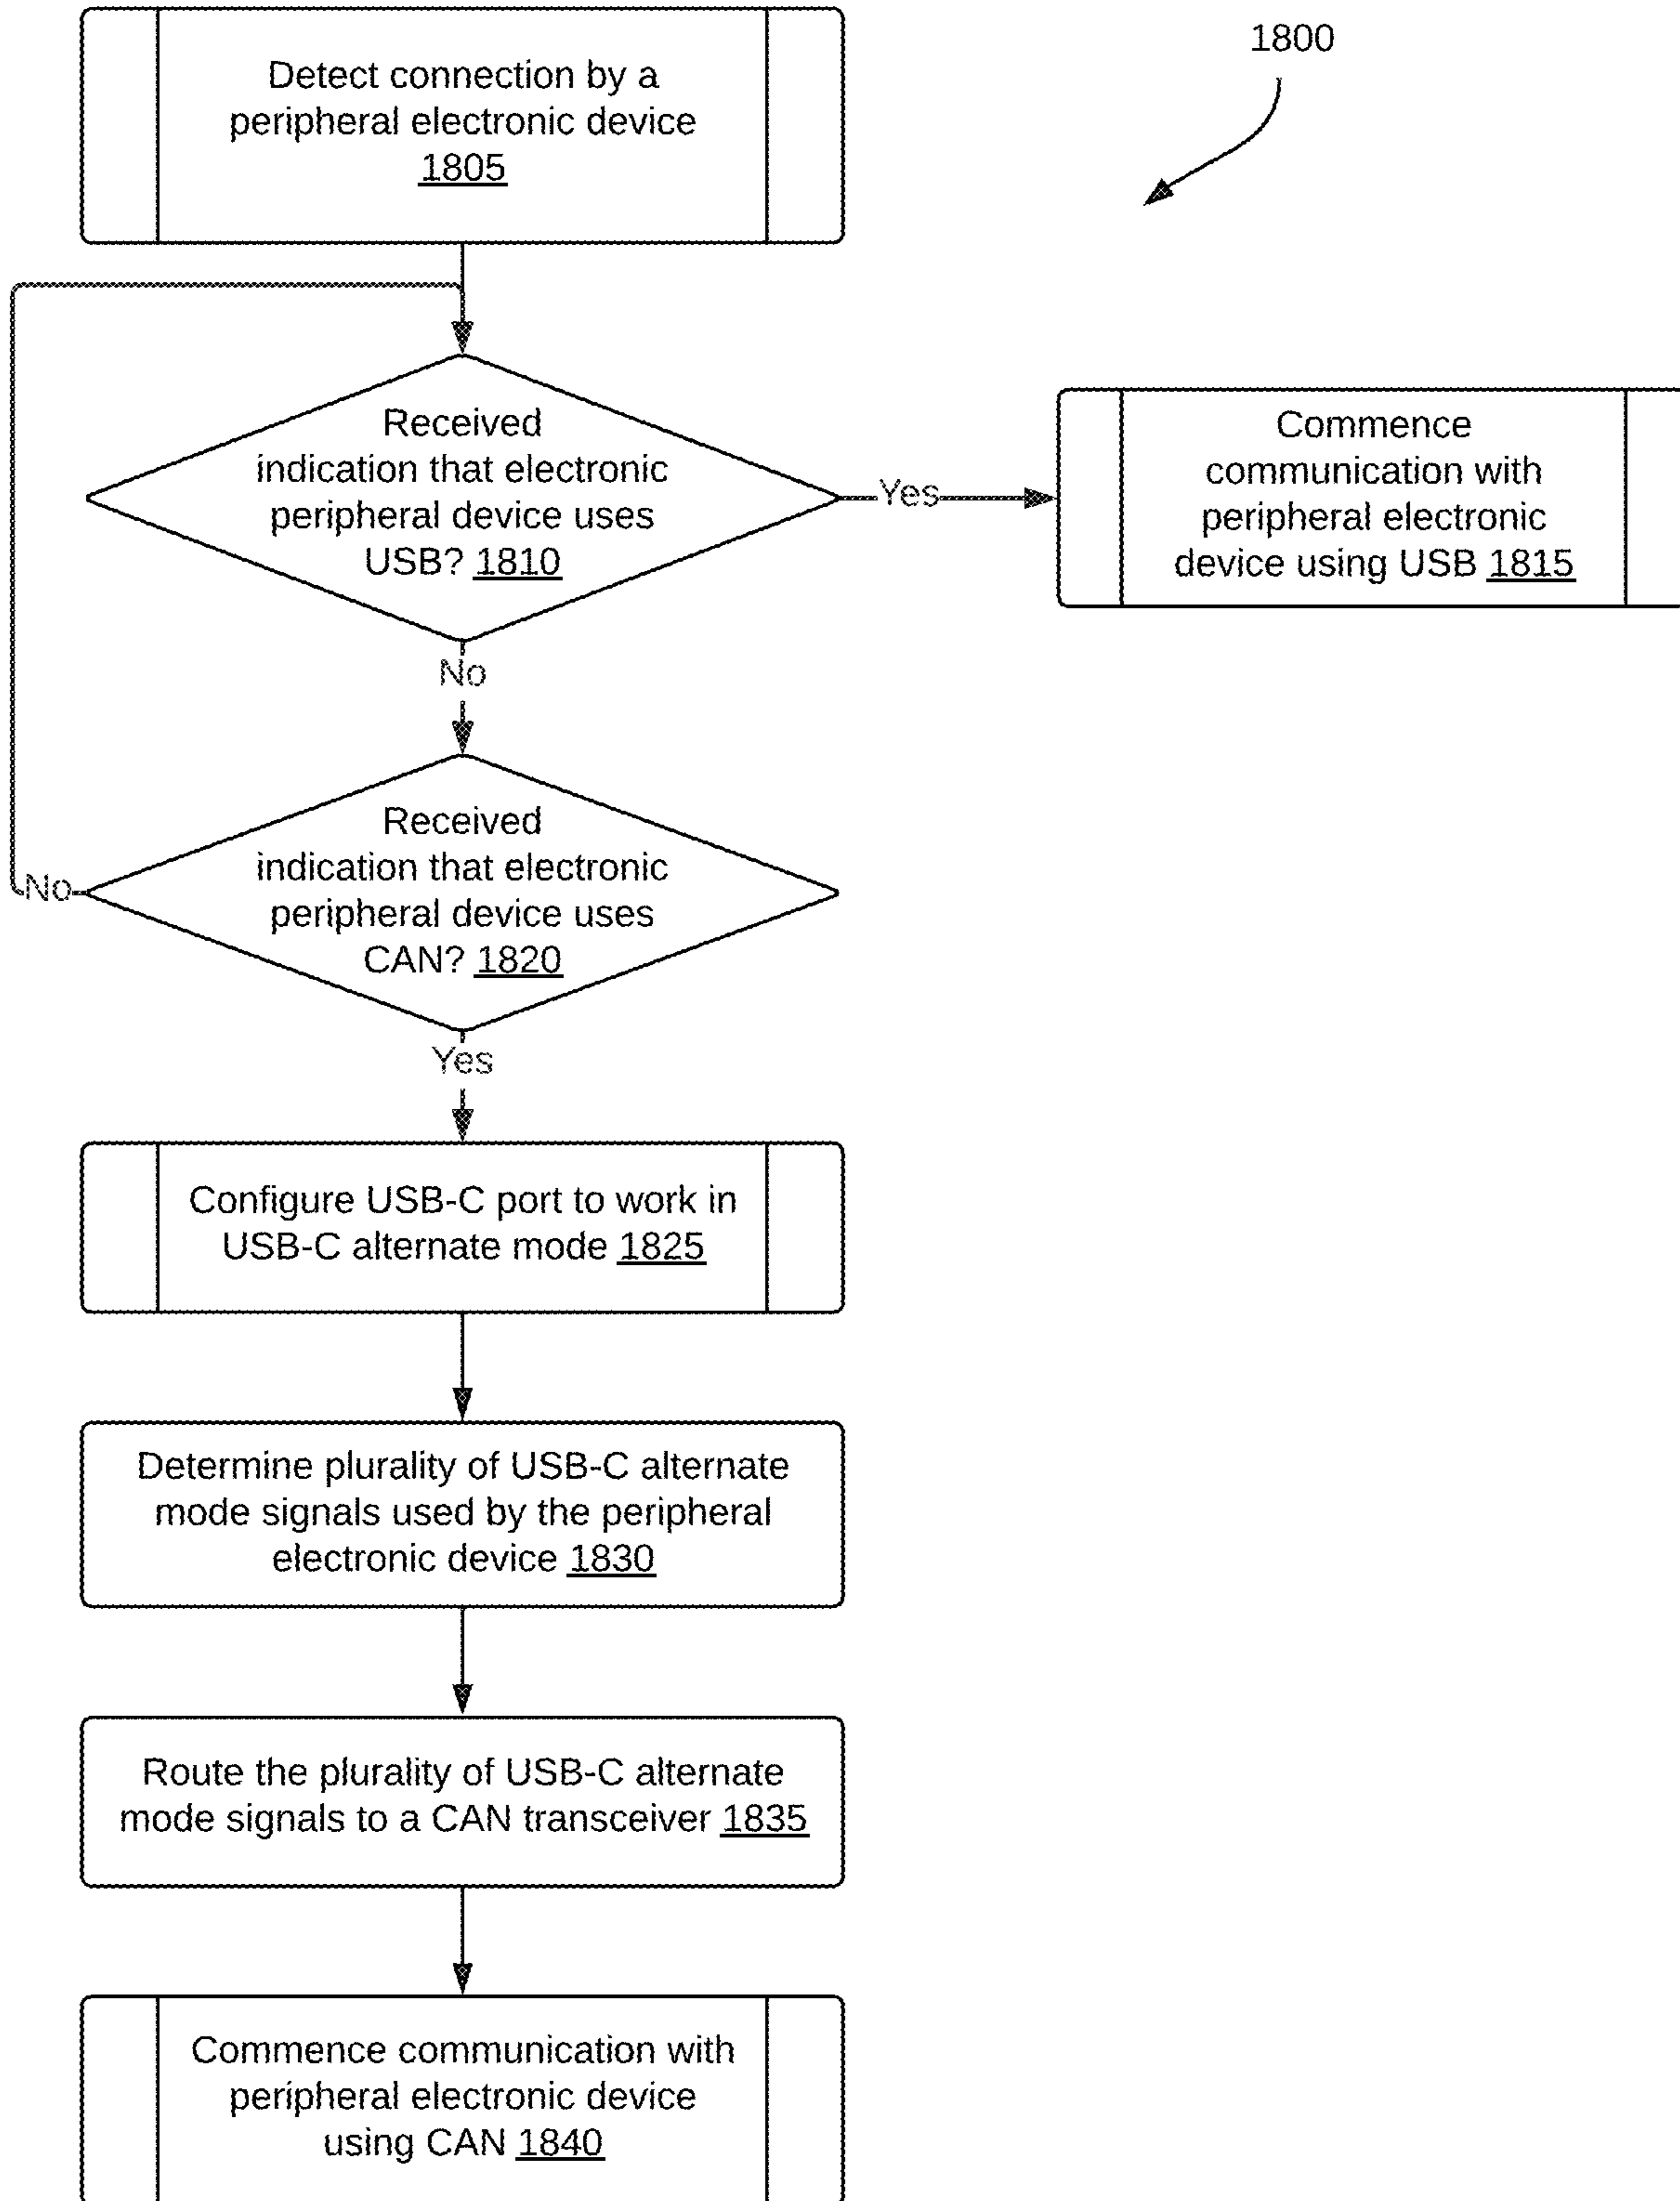 Detect connection by a
peripheral electronic device
1805
1800
Received
indication that electronic
peripheral device uses
USB? 1810
Yes
Commence
communication with
peripheral electronic
device using USB 1815
No
Received
indication that electronic
peripheral device uses
CAN? 1820
No
Yes
Configure USB-C port to work in
USB-C alternate mode 1825
Determine plurality of USB-C alternate
mode signals used by the peripheral
electronic device 1830
Route the plurality of USB-C alternate
mode signals to a CAN transceiver 1835
Commence communication with
peripheral electronic device
using CAN 1840